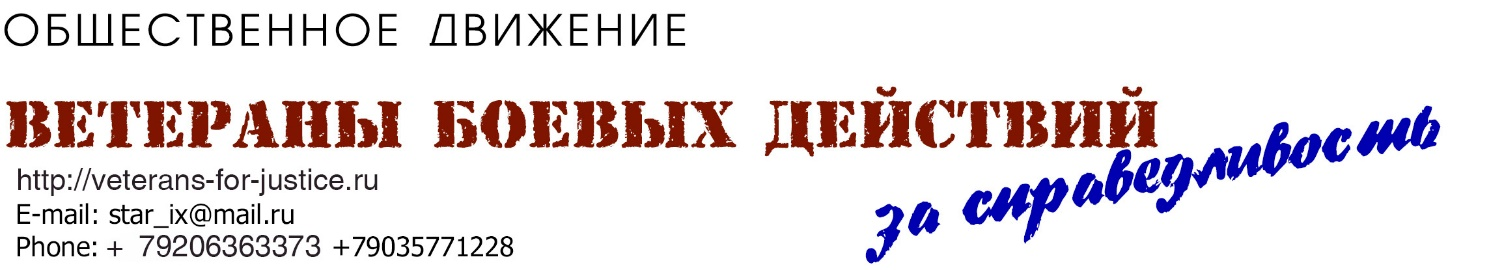 ОБЩЕСТВЕННОЕ ДВИЖЕНИЕ
ВЕТЕРАНЫ БОЕВЫХ ДЕЙСТВИЙ
за справедливость
http://veterans-for-justice.ru
E-mail: star_ix@mail.ru
Phone: + 79206363373 +79035771228